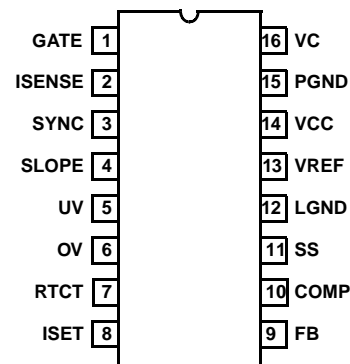 GATE 1 16 VC
ISENSE 2 15 PGND
SYNC 3 14 VCC
SLOPE 4 13 VREF
UV 5 12 LGND
OV 6 11 SS
RTCT 7 10 COMP
ISET 8 9 FB